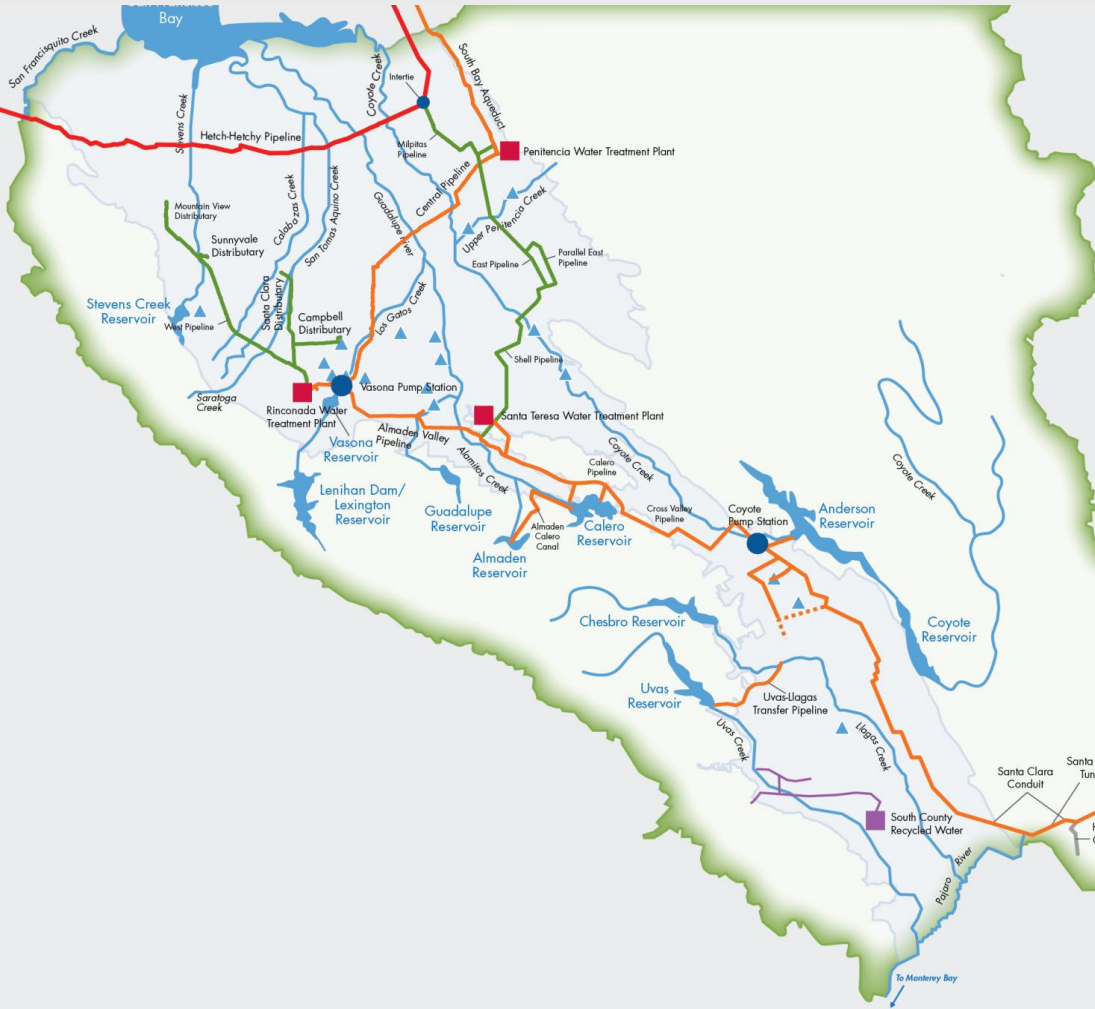 San Francisco
Bay
San Francisquito Creek
Stevens Creek
Coyote Creek
South Bay Aqueduct
Intertie
Hetch-Hetchy Pipeline
Milpitas
Pipeline
Penitencia Water Treatment Plant
Central Pipeline
Calabazas Creek
San Tomas Aquino Creek
Guadalupe River
Upper Penitencia Creek
Mountain View
Distributary
Sunnyvale
Distributary
East Pipeline
Parallel East
Pipeline
Santa Clara
Distributary
Stevens Creek
Reservoir
West Pipeline
Campbell
Distributary
Los Gatos Creek
Shell Pipeline
Saratoga
Creek
Rinconada Water
Treatment Plant
Vasona Pump Station
Santa Teresa Water Treatment Plant
Vasona
Reservoir
Almaden Valley
Pipeline
Alamitos Creek
Coyote Creek
Coyote Creek
Calero
Pipeline
Lenihan Dam/
Lexington
Reservoir
Guadalupe
Reservoir
Almaden
Calero
Canal
Calero
Reservoir
Cross Valley
Pipeline
Coyote
Pump Station
Anderson
Reservoir
Almaden
Reservoir
Chesbro Reservoir
Coyote
Reservoir
Uvas
Reservoir
Uvas-Llagas
Transfer Pipeline
Uvas Creek
Llagas Creek
Santa Clara
Conduit
Santa
South County
Recycled Water
Pajaro River
To Monterey Bay